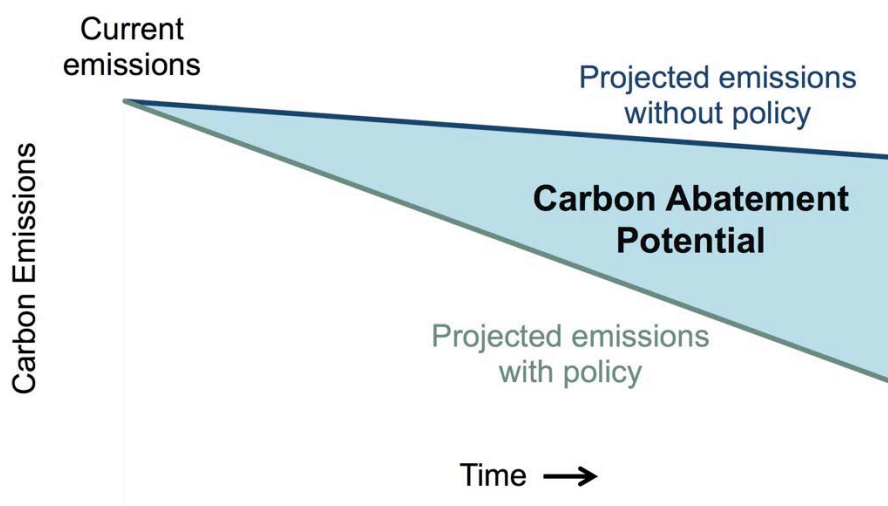 Current
emissions
Projected emissions
without policy
Carbon Abatement
Potential
Carbon Emissions
Projected emissions
with policy
Time